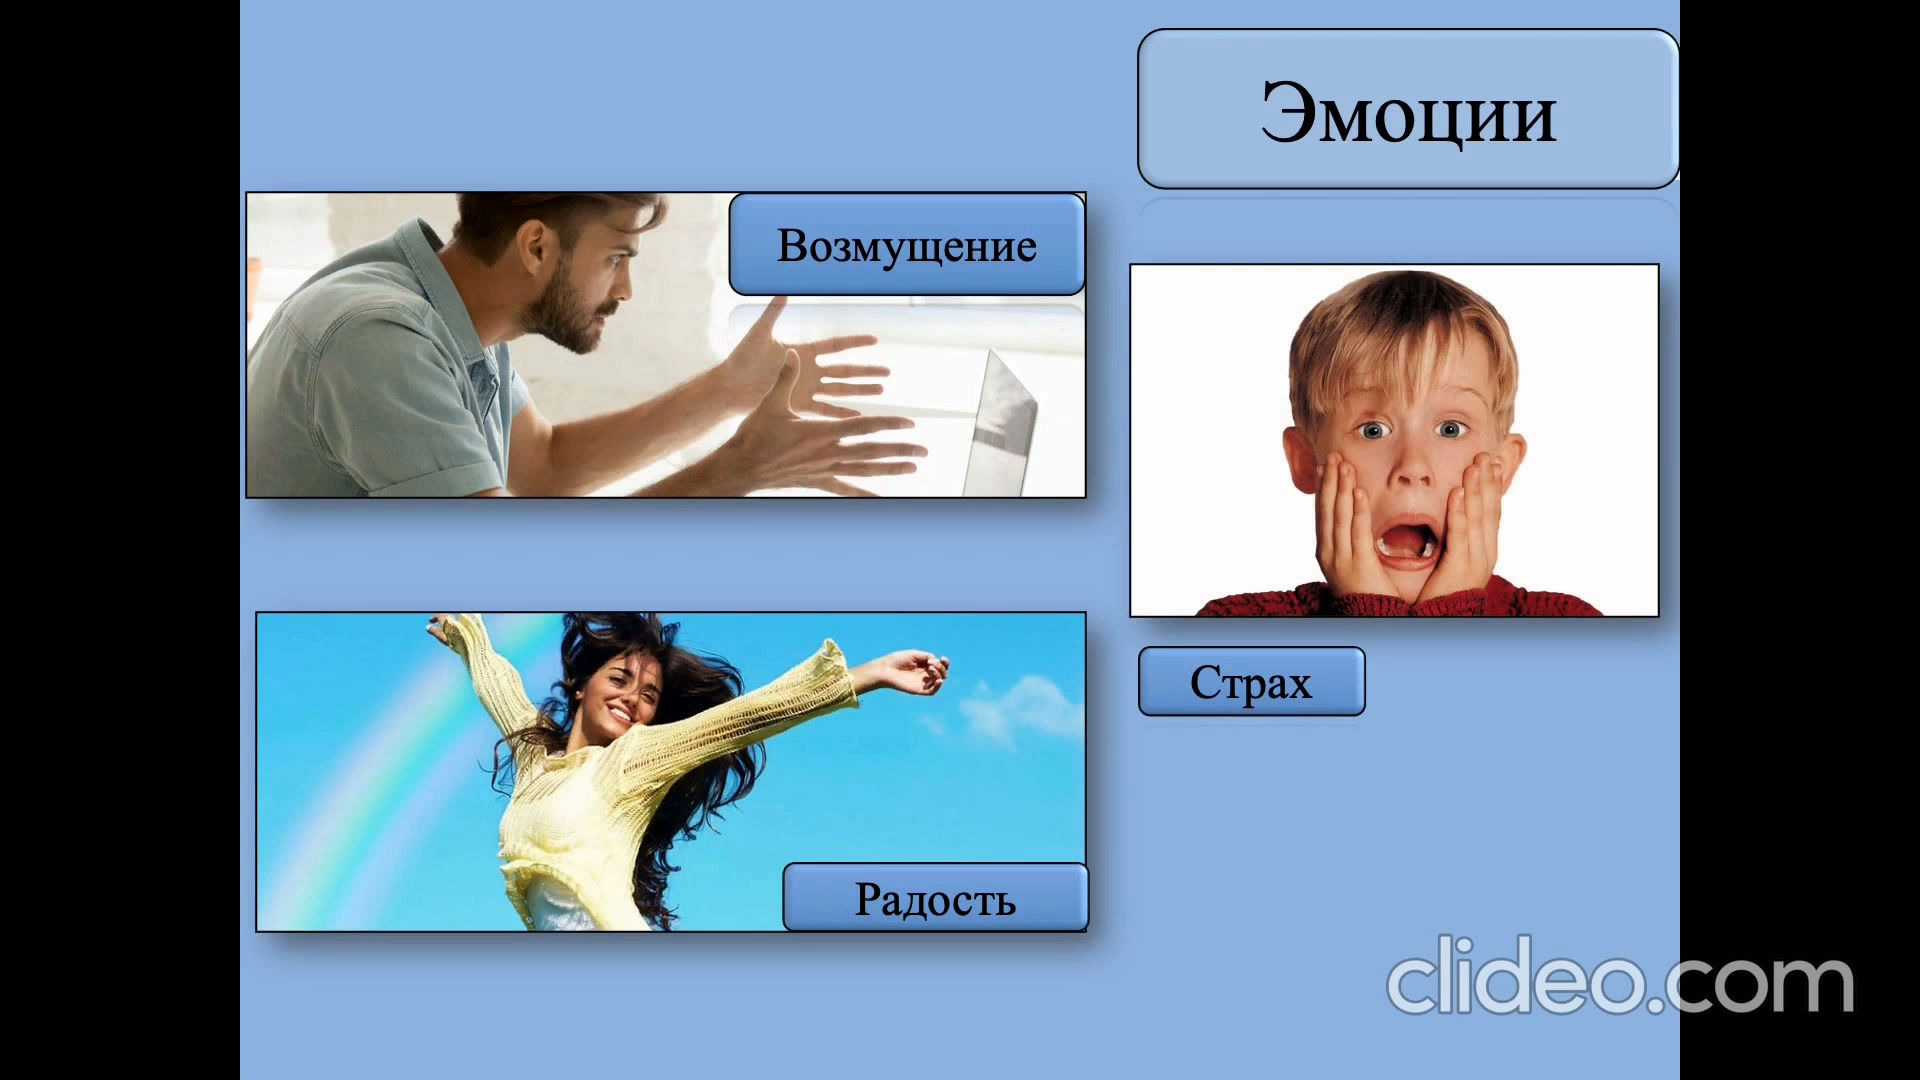 Эмоции
Возмущение
Страх
Радость
clideo.com